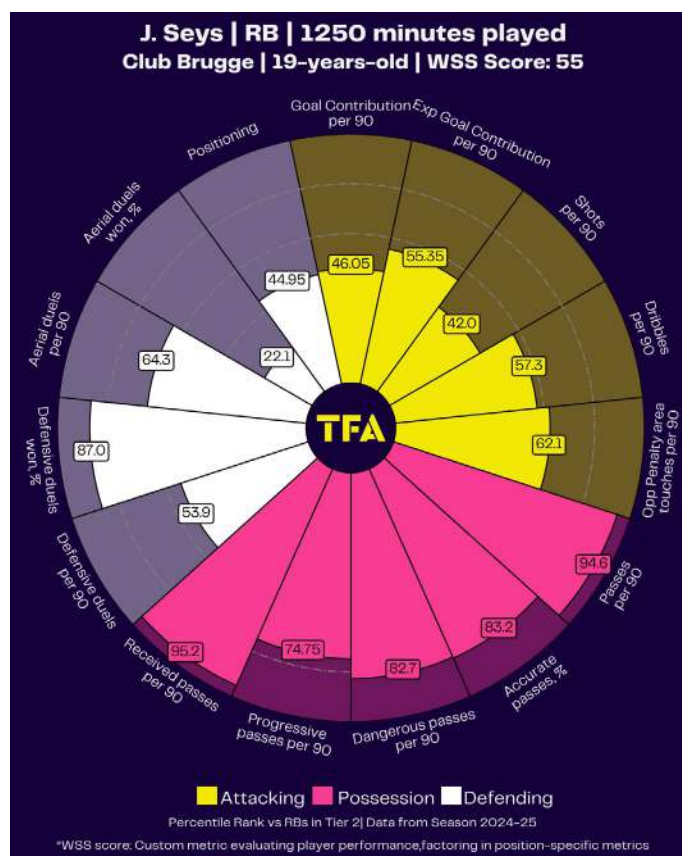 J. Seys | RB | 1250 minutes played
Club Brugge | 19-years-old | WSS Score: 55
Goal Contribution
per 90
Exp Goal Contribution
per 90
Shots
per 90
Dribbles
per 90
Opp Penalty area
touches per 90
Passes
per 90
Accurate
passes, %
Dangerous passes
per 90
Progressive
passes per 90
Received passes
per 90
Defensive duels
per 90
Defensive duels
won, %
Aerial duels
per 90
Aerial duels
won, %
Positioning
46.05
55.35
42.0
57.3
62.1
94.6
83.2
82.7
74.75
95.2
53.9
87.0
64.3
22.1
44.95
TFA
Attacking Possession Defending
Percentile Rank vs RBs in Tier 2| Data from Season 2024-25
*WSS score: Custom metric evaluating player performance,factoring in position-specific metrics